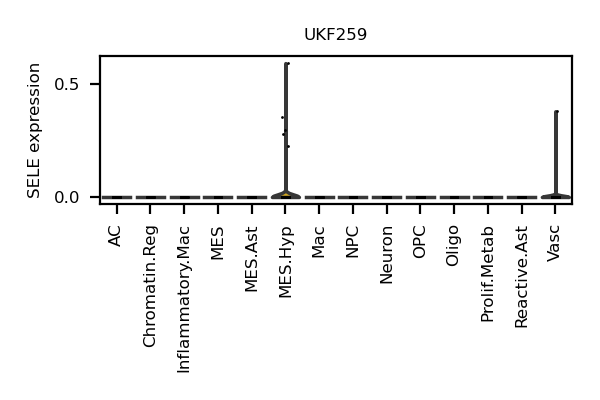 UKF259
SELE expression
0.5
0.0
AC
Chromatin.Reg
Inflammatory.Mac
MES
MES.Ast
MES.Hyp
Mac
NPC
Neuron
OPC
Oligo
Prolif.Metab
Reactive.Ast
Vasc